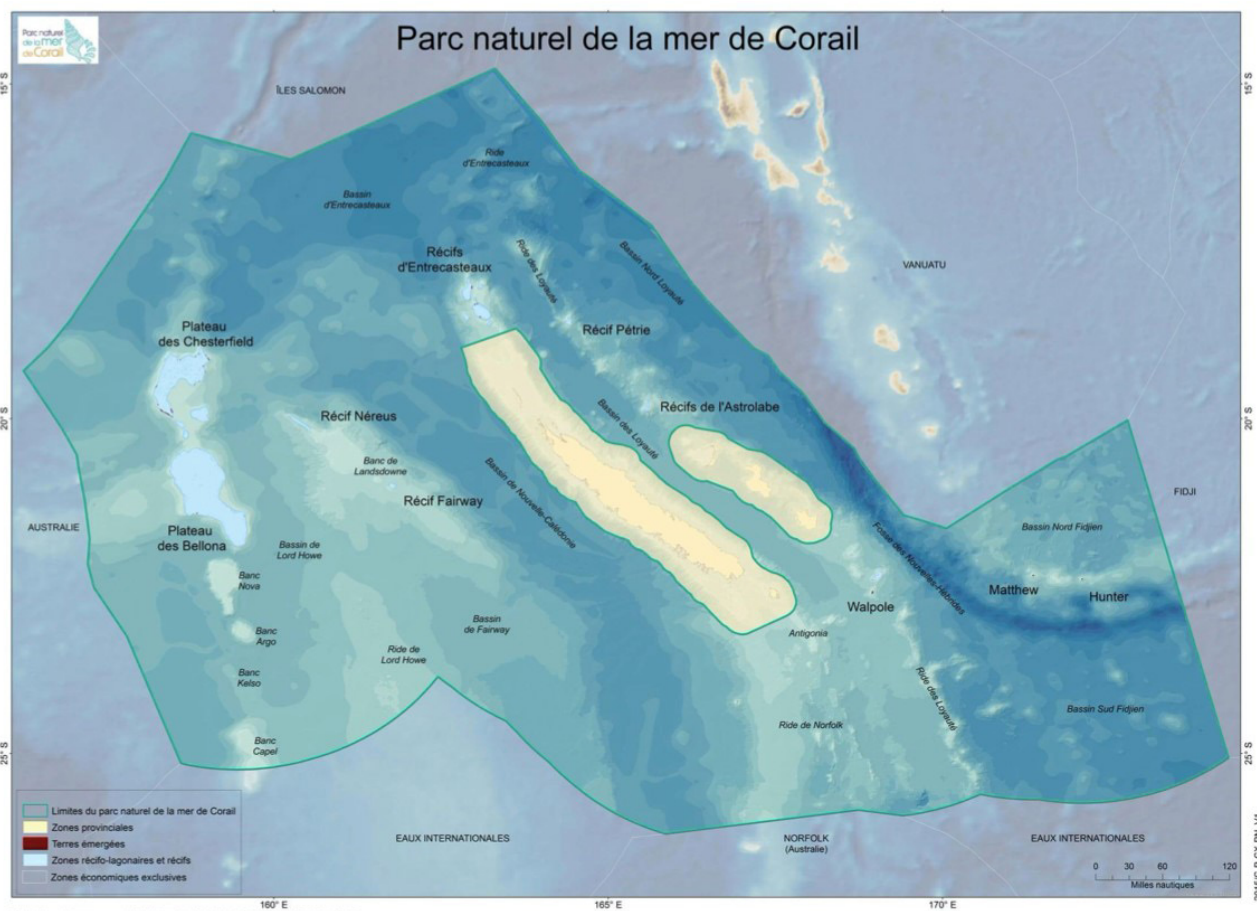 Parc naturel
de la mer
de Corail
Parc naturel de la mer de Corail
15° S
15° S
ÎLES SALOMON
Ride
d'Entrecasteaux
Bassin
d'Entrecasteaux
Récifs
d'Entrecasteaux
Ride des Loyauté
Bassin Nord Loyauté
VANUATU
Plateau
des Chesterfield
Récif Pétrie
20° S
20° S
Récif Néreus
Récifs de l'Astrolabe
Bassin des Loyauté
Banc de
Landsdowne
Récif Fairway
Bassin de Nouvelle-Calédonie
FIDJI
AUSTRALIE
Plateau
des Bellona
Bassin de
Lord Howe
Fosse des Nouvelles-Hébrides
Bassin Nord Fidjien
Banc
Nova
Matthew
Hunter
Walpole
Banc
Argo
Bassin
de Fairway
Antigonia
Ride de
Lord Howe
Banc
Kelso
Ride des Loyauté
Bassin Sud Fidjien
Ride de Norfolk
Banc
Capel
25° S
25° S
Limites du parc naturel de la mer de Corail
Zones provinciales
Terres émergées
Zones récifo-lagonaires et récifs
Zones économiques exclusives
EAUX INTERNATIONALES
NORFOLK
(Australie)
EAUX INTERNATIONALES
0 30 60 120
Milles nautiques
160° E
165° E
170° E